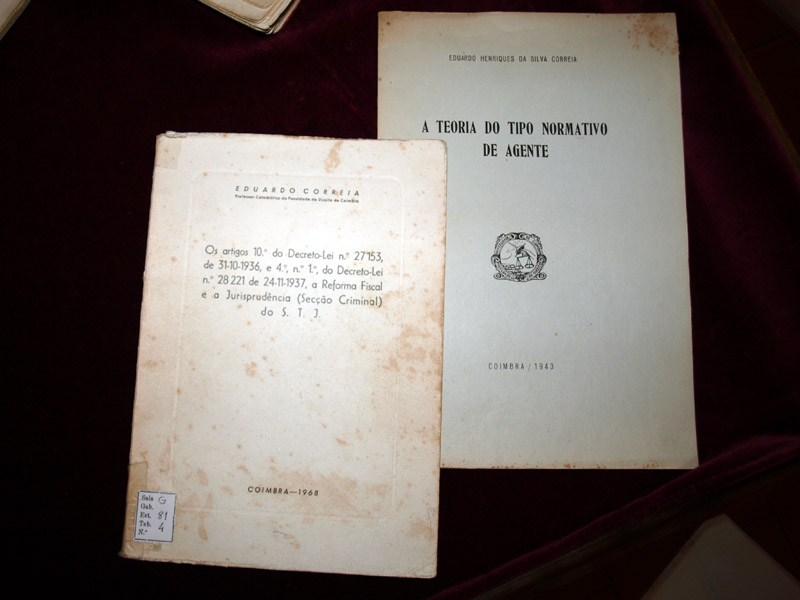 EDUARDO HENRIQUES DA SILVA CORREIA
A TEORIA DO TIPO NORMATIVO
DE AGENTE
COIMBRA / 1943
EDUARDO CORREIA
Professor Catedrático da Faculdade de Direito de Coimbra
Os artigos 10.º do Decreto-Lei n.º 27153,
de 31-10-1936, e 4.º, n.º 1.º, do Decreto-Lei
n.º 28 221 de 24-11-1937, a Reforma Fiscal
e a Jurisprudência (Secção Criminal)
do S. T. J.
COIMBRA—1968
Sala G
Gab.
Est. 81
Tab. 4
N.º